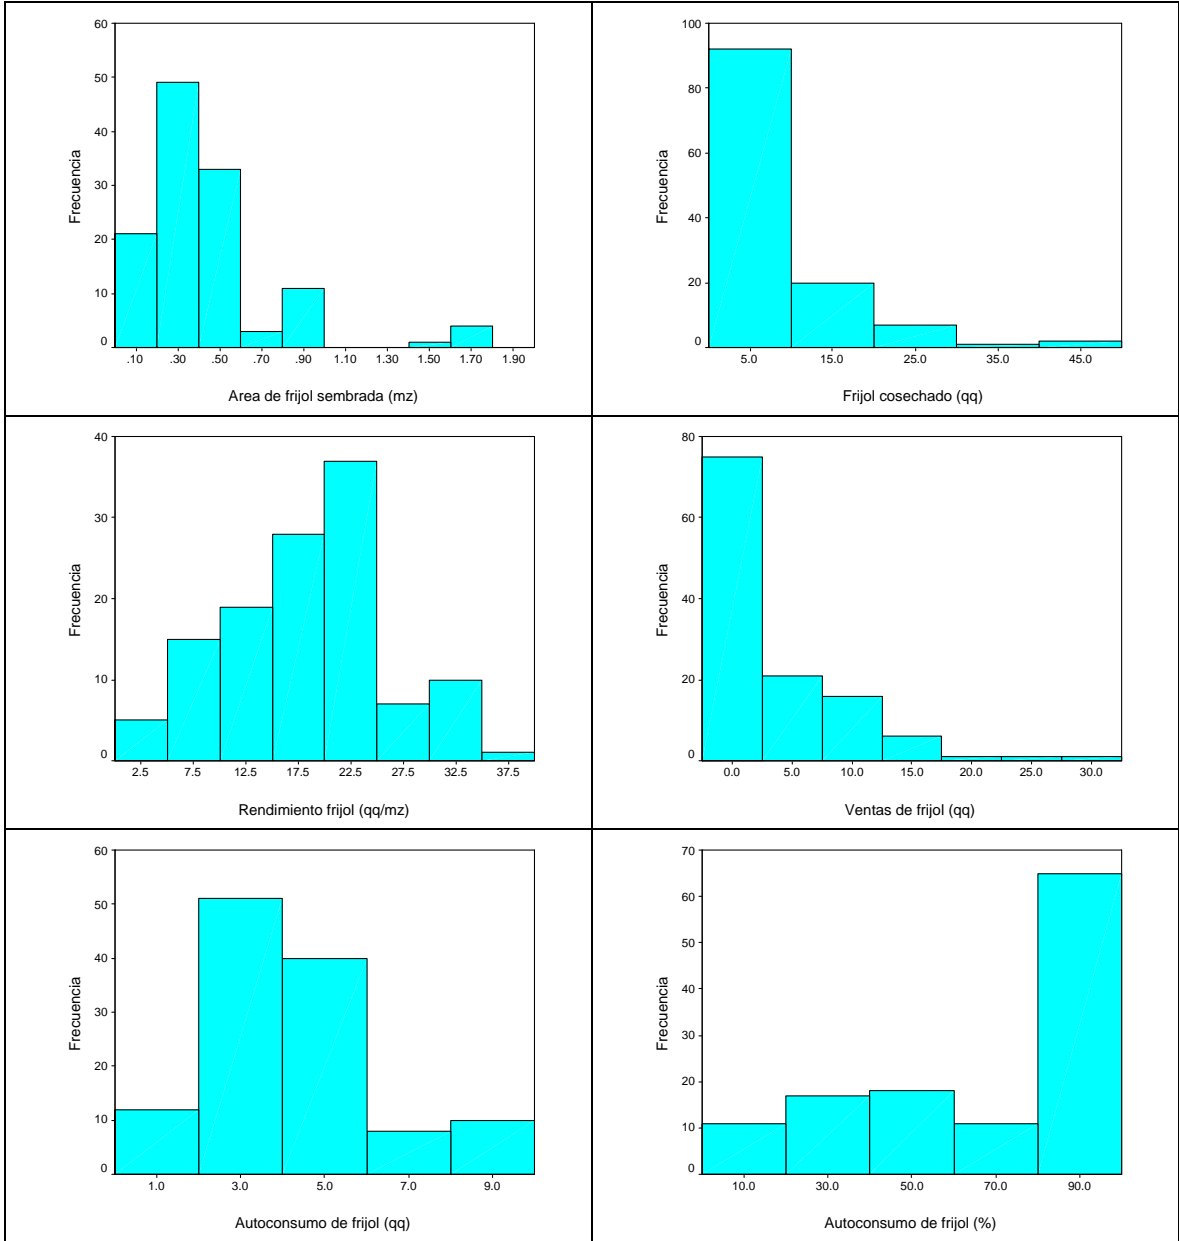 60
50
40
30
20
10
0
Frecuencia
.10 .30 .50 .70 .90 1.10 1.30 1.50 1.70 1.90
Area de frijol sembrada (mz)
100
80
60
40
20
0
Frecuencia
5.0 15.0 25.0 35.0 45.0
Frijol cosechado (qq)
40
30
20
10
0
Frecuencia
2.5 7.5 12.5 17.5 22.5 27.5 32.5 37.5
Rendimiento frijol (qq/mz)
80
60
40
20
0
Frecuencia
0.0 5.0 10.0 15.0 20.0 25.0 30.0
Ventas de frijol (qq)
60
50
40
30
20
10
0
Frecuencia
1.0 3.0 5.0 7.0 9.0
Autoconsumo de frijol (qq)
70
60
50
40
30
20
10
0
Frecuencia
10.0 30.0 50.0 70.0 90.0
Autoconsumo de frijol (%)